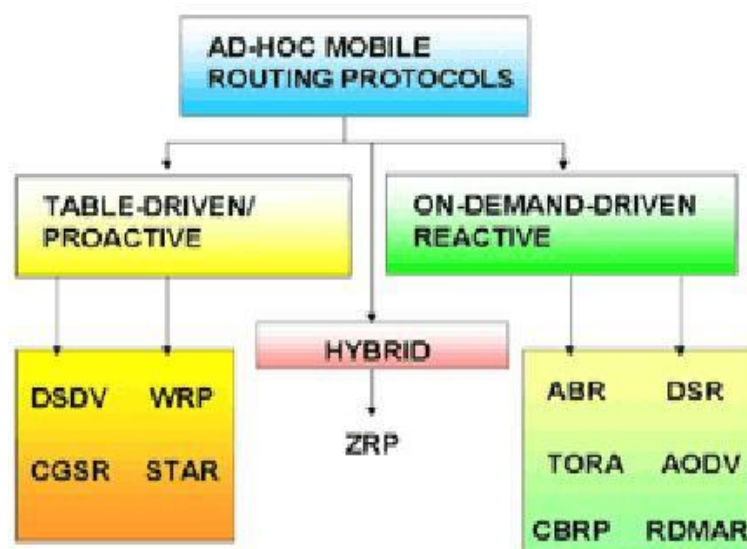 AD-HOC MOBILE
ROUTING PROTOCOLS
TABLE-DRIVEN/
PROACTIVE
ON-DEMAND-DRIVEN
REACTIVE
HYBRID
DSDV WRP
CGSR STAR
ZRP
ABR DSR
TORA AODV
CBRP RDMAR